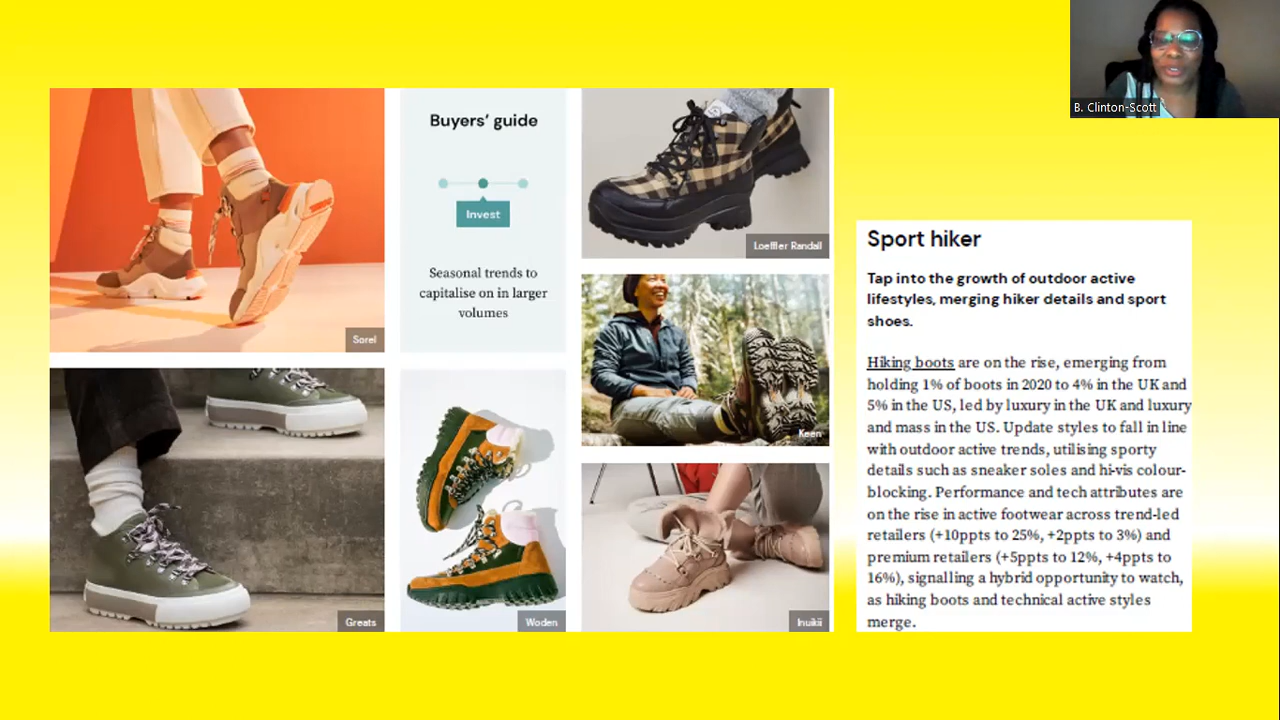 B. Clinton-Scott
Buyers' guide
Invest
Seasonal trends to
capitalise on in larger
volumes
Sorel
Loeffler Randall
Keen
Greats
Woden
Inuikii
Sport hiker
Tap into the growth of outdoor active
lifestyles, merging hiker details and sport
shoes.
Hiking boots are on the rise, emerging from
holding 1% of boots in 2020 to 4% in the UK and
5% in the US, led by luxury in the UK and luxury
and mass in the US. Update styles to fall in line
with outdoor active trends, utilising sporty
details such as sneaker soles and hi-vis colour-
blocking. Performance and tech attributes are
on the rise in active footwear across trend-led
retailers (+10ppts to 25%, +2ppts to 3%) and
premium retailers (+5ppts to 12%, +4ppts to
16%), signalling a hybrid opportunity to watch,
as hiking boots and technical active styles
merge.